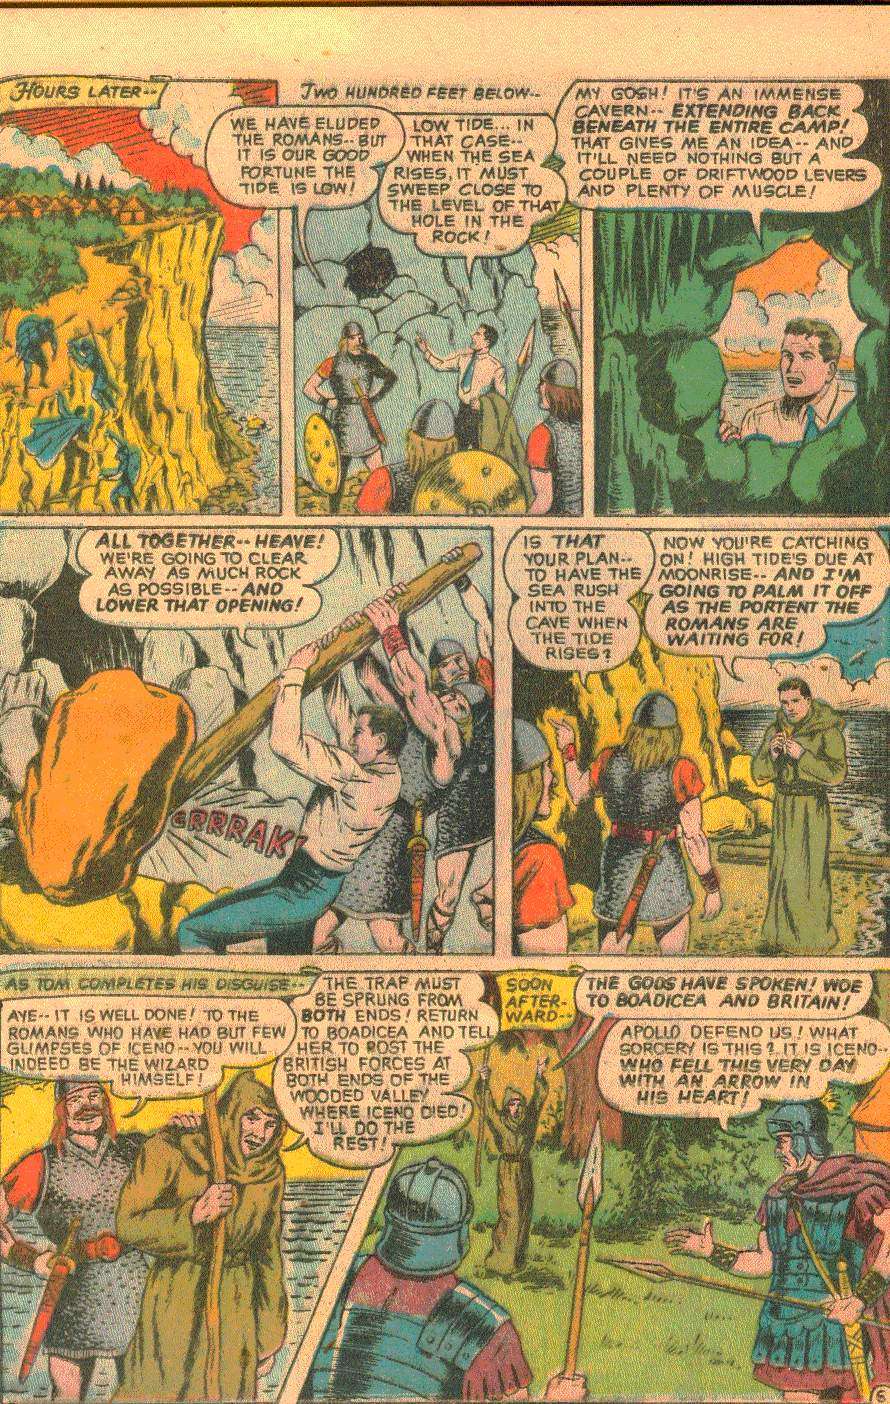 HOURS LATER--
TWO HUNDRED FEET BELOW--
WE HAVE ELUDED
THE ROMANS--BUT
IT IS OUR GOOD
FORTUNE THE
TIDE IS LOW!
LOW TIDE... IN
THAT CASE--
WHEN THE SEA
RISES, IT MUST
SWEEP CLOSE TO
THE LEVEL OF THAT
HOLE IN THE
ROCK!
MY GOSH! IT'S AN IMMENSE
CAVERN-- EXTENDING BACK
BENEATH THE ENTIRE CAMP!
THAT GIVES ME AN IDEA-- AND
IT'LL NEED NOTHING BUT A
COUPLE OF DRIFTWOOD LEVERS
AND PLENTY OF MUSCLE!
ALL TOGETHER-- HEAVE!
WE'RE GOING TO CLEAR
AWAY AS MUCH ROCK
AS POSSIBLE-- AND
LOWER THAT OPENING!
GRRRAK!
IS THAT
YOUR PLAN--
TO HAVE THE
SEA RUSH
INTO THE
CAVE WHEN
THE TIDE
RISES?
NOW YOU'RE CATCHING
ON! HIGH TIDE'S DUE AT
MOONRISE-- AND I'M
GOING TO PALM IT OFF
AS THE PORTENT THE
ROMANS ARE
WAITING FOR!
AS TOM COMPLETES HIS DISGUISE--
AYE-- IT IS WELL DONE! TO THE
ROMANS WHO HAVE HAD BUT FEW
GLIMPSES OF ICENO-- YOU WILL
INDEED BE THE WIZARD
HIMSELF!
THE TRAP MUST
BE SPRUNG FROM
BOTH ENDS! RETURN
TO BOADICEA AND TELL
HER TO POST THE
BRITISH FORCES AT
BOTH ENDS OF THE
WOODED VALLEY
WHERE ICENO DIED!
I'LL DO THE
REST!
SOON
AFTER-
WARD--
THE GODS HAVE SPOKEN! WOE
TO BOADICEA AND BRITAIN!
APOLLO DEFEND US! WHAT
SORCERY IS THIS? IT IS ICENO--
WHO FELL THIS VERY DAY
WITH AN ARROW IN
HIS HEART!
6